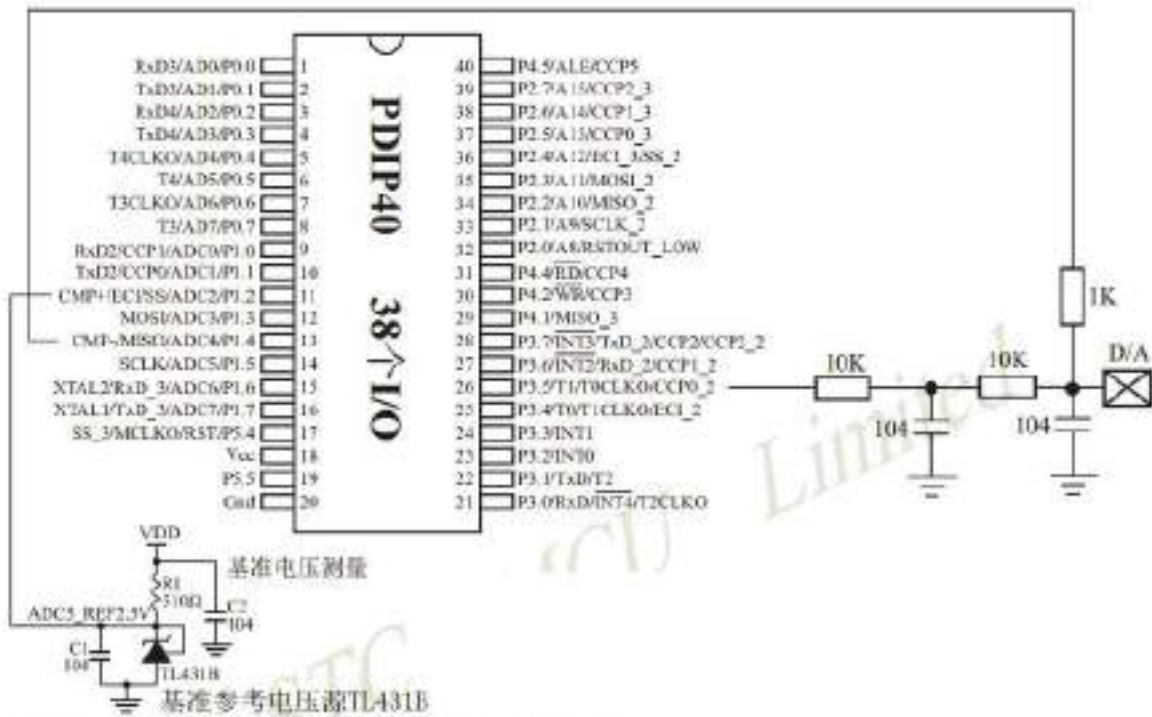 RxD3/AD0/P0.0 1
TxD3/AD1/P0.1 2
RxD4/AD2/P0.2 3
TxD4/AD3/P0.3 4
T4CLKO/AD4/P0.4 5
T4/AD5/P0.5 6
T3CLKO/AD6/P0.6 7
T3/AD7/P0.7 8
RxD2/CCP1/ADC0/P1.0 9
TxD2/CCP0/ADC1/P1.1 10
CMP+/ECI/SS/ADC2/P1.2 11
MOSI/ADC3/P1.3 12
CMP-/MISO/ADC4/P1.4 13
SCLK/ADC5/P1.5 14
XTAL2/RxD_3/ADC6/P1.6 15
XTAL1/TxD_3/ADC7/P1.7 16
SS_3/MCLKO/RST/P5.4 17
Vcc 18
P5.5 19
Gnd 20
PDIP40 38个I/O
40 P4.5/ALE/CCP5
39 P2.7/A15/CCP2_3
38 P2.6/A14/CCP1_3
37 P2.5/A13/CCP0_3
36 P2.4/A12/ECI_3/SS_2
35 P2.3/A11/MOSI_2
34 P2.2/A10/MISO_2
33 P2.1/A9/SCLK_2
32 P2.0/A8/RSTOUT_LOW
31 P4.4/RD/CCP4
30 P4.2/WR/CCP3
29 P4.1/MISO_3
28 P3.7/INT3/TxD_2/CCP2/CCP2_2
27 P3.6/INT2/RxD_2/CCP1_2
26 P3.5/T1/T0CLKO/CCP0_2
25 P3.4/T0/T1CLKO/ECI_2
24 P3.3/INT1
23 P3.2/INT0
22 P3.1/TxD/T2
21 P3.0/RxD/INT4/T2CLKO
1K
10K
10K
D/A
104
104
VDD
基准电压测量
R1
510Ω
C2
104
ADC5_REF2.5V
C1
104
TL431B
基准参考电压源TL431B
STC
Limited